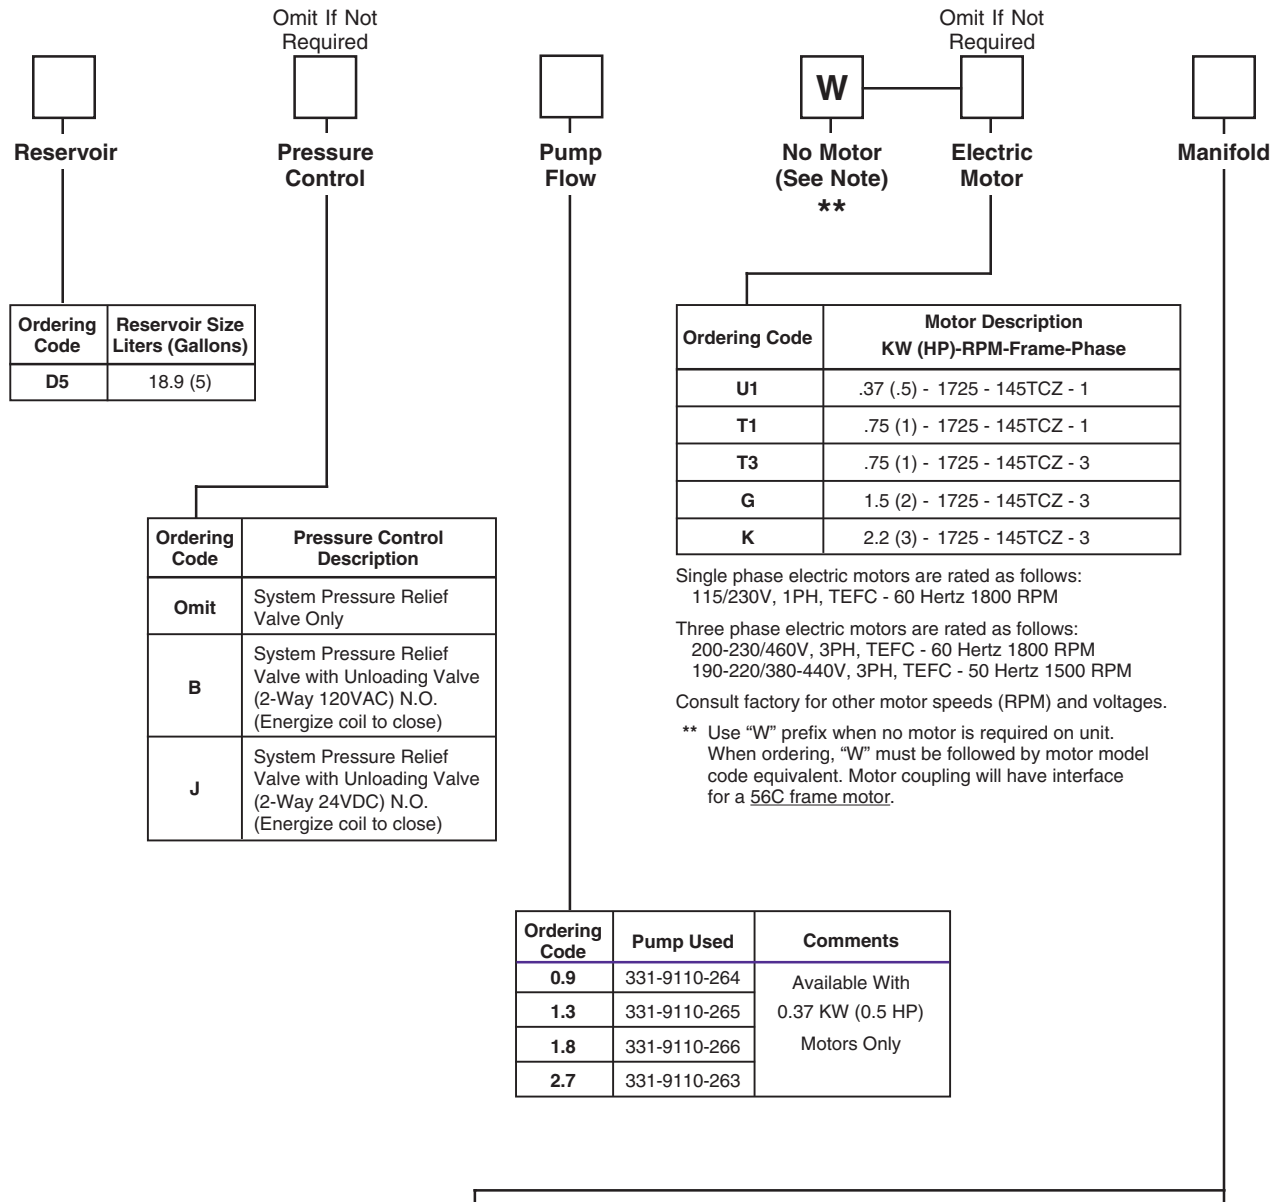 Omit If Not
Required
Omit If Not
Required
W
Reservoir
Pressure
Control
Pump
Flow
No Motor
(See Note)
**
Electric
Motor
Manifold
Ordering Code | Reservoir Size Liters (Gallons)
D5 | 18.9 (5)
Ordering Code | Motor Description KW (HP)-RPM-Frame-Phase
U1 | .37 (.5) - 1725 - 145TCZ - 1
T1 | .75 (1) - 1725 - 145TCZ - 1
T3 | .75 (1) - 1725 - 145TCZ - 3
G | 1.5 (2) - 1725 - 145TCZ - 3
K | 2.2 (3) - 1725 - 145TCZ - 3
Ordering Code | Pressure Control Description
Omit | System Pressure Relief
Valve Only
B | System Pressure Relief
Valve with Unloading Valve
(2-Way 120VAC) N.O.
(Energize coil to close)
J | System Pressure Relief
Valve with Unloading Valve
(2-Way 24VDC) N.O.
(Energize coil to close)
Single phase electric motors are rated as follows:
115/230V, 1PH, TEFC - 60 Hertz 1800 RPM
Three phase electric motors are rated as follows:
200-230/460V, 3PH, TEFC - 60 Hertz 1800 RPM
190-220/380-440V, 3PH, TEFC - 50 Hertz 1500 RPM
Consult factory for other motor speeds (RPM) and voltages.
** Use “W” prefix when no motor is required on unit.
When ordering, “W” must be followed by motor model
code equivalent. Motor coupling will have interface
for a 56C frame motor.
Ordering Code | Pump Used | Comments
0.9 | 331-9110-264 | Available With
1.3 | 331-9110-265 | 0.37 KW (0.5 HP)
1.8 | 331-9110-266 | Motors Only
2.7 | 331-9110-263